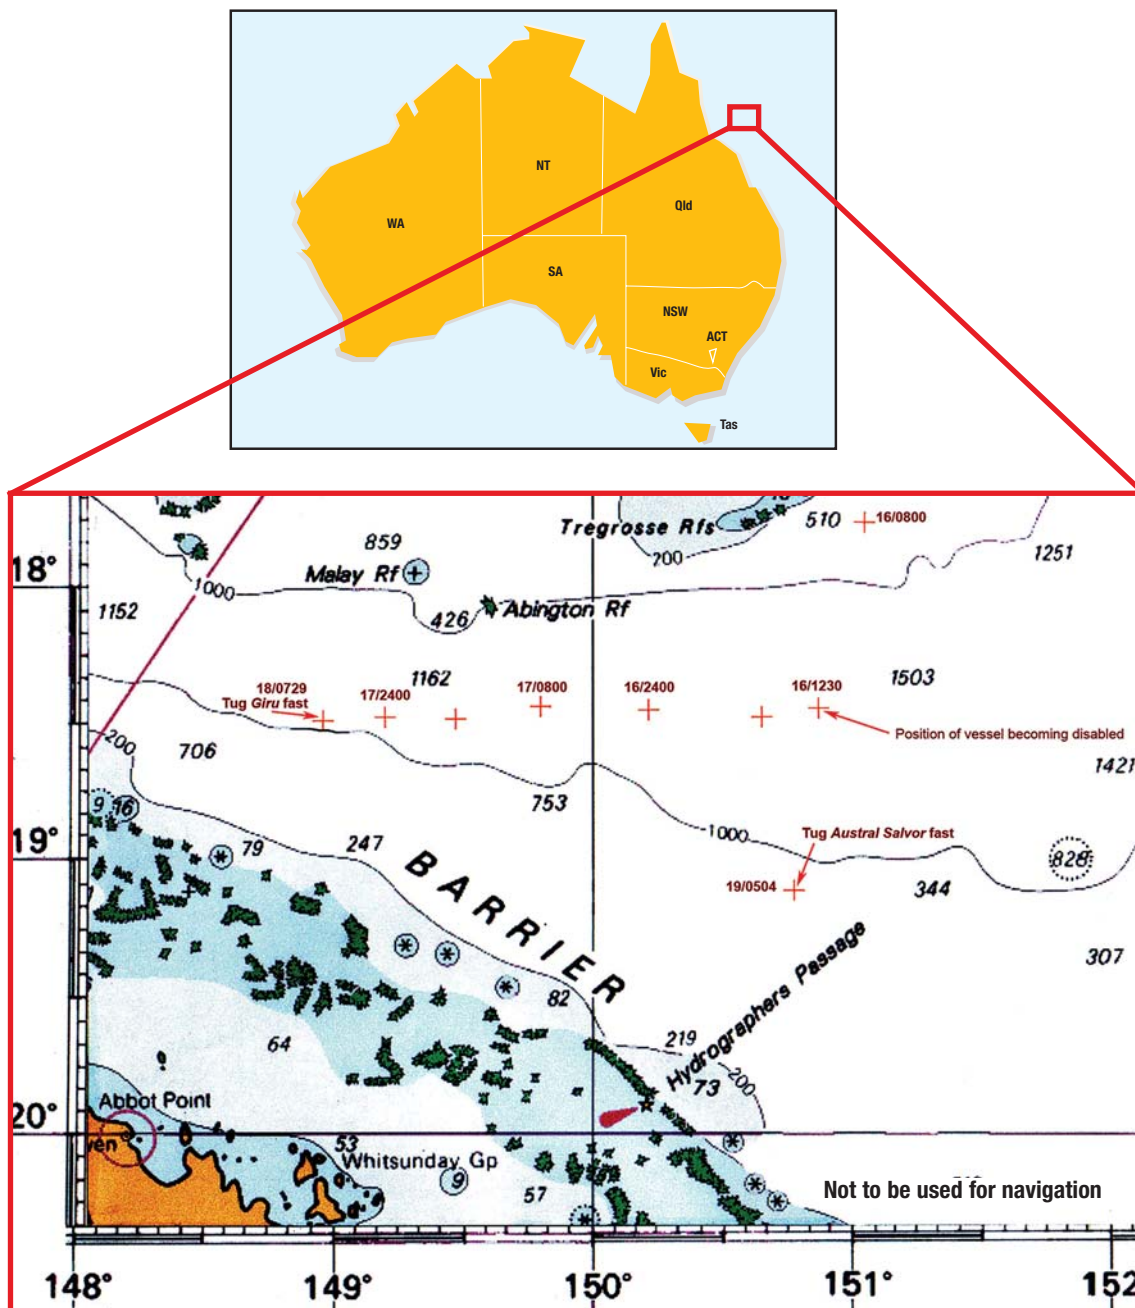 NT
Qld
WA
SA
NSW
ACT
Vic
Tas
10
Tregrosse Rfs
510
16/0800
859
200
1251
18°
Malay Rf
1000
1152
426
Abington Rf
1162
1503
18/0729
17/2400
17/0800
16/2400
16/1230
Tug Giru fast
Position of vessel becoming disabled
200
706
1421
753
9
16
1000
Tug Austral Salvor fast
19°
79
247
828
BARRIER
19/0504
344
307
82
Hydrographers Passage
64
219
200
73
Abbot Point
20°
wen
53
Whitsunday Gp
9
57
Not to be used for navigation
148°
149°
150°
151°
152